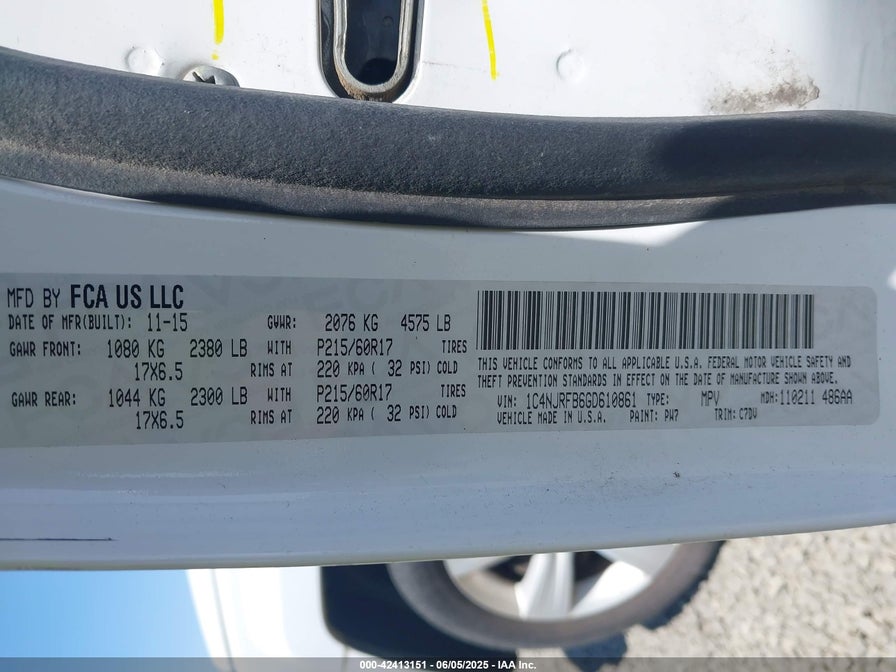 MFD BY FCA US LLC
DATE OF MFR(BUILT): 11-15 GVWR: 2076 KG 4575 LB
GAWR FRONT: 1080 KG 2380 LB WITH P215/60R17 TIRES
17X6.5 RIMS AT 220 KPA ( 32 PSI) COLD
GAWR REAR: 1044 KG 2300 LB WITH P215/60R17 TIRES
17X6.5 RIMS AT 220 KPA ( 32 PSI) COLD
THIS VEHICLE CONFORMS TO ALL APPLICABLE U.S.A. FEDERAL MOTOR VEHICLE SAFETY AND
THEFT PREVENTION STANDARDS IN EFFECT ON THE DATE OF MANUFACTURE SHOWN ABOVE.
VIN: 1C4NJRFB6GD610861 TYPE: MPV MDH:110211 486AA
VEHICLE MADE IN U.S.A. PAINT: PW7 TRIM: C7DV
000-42413151 - 06/05/2025 - IAA Inc.